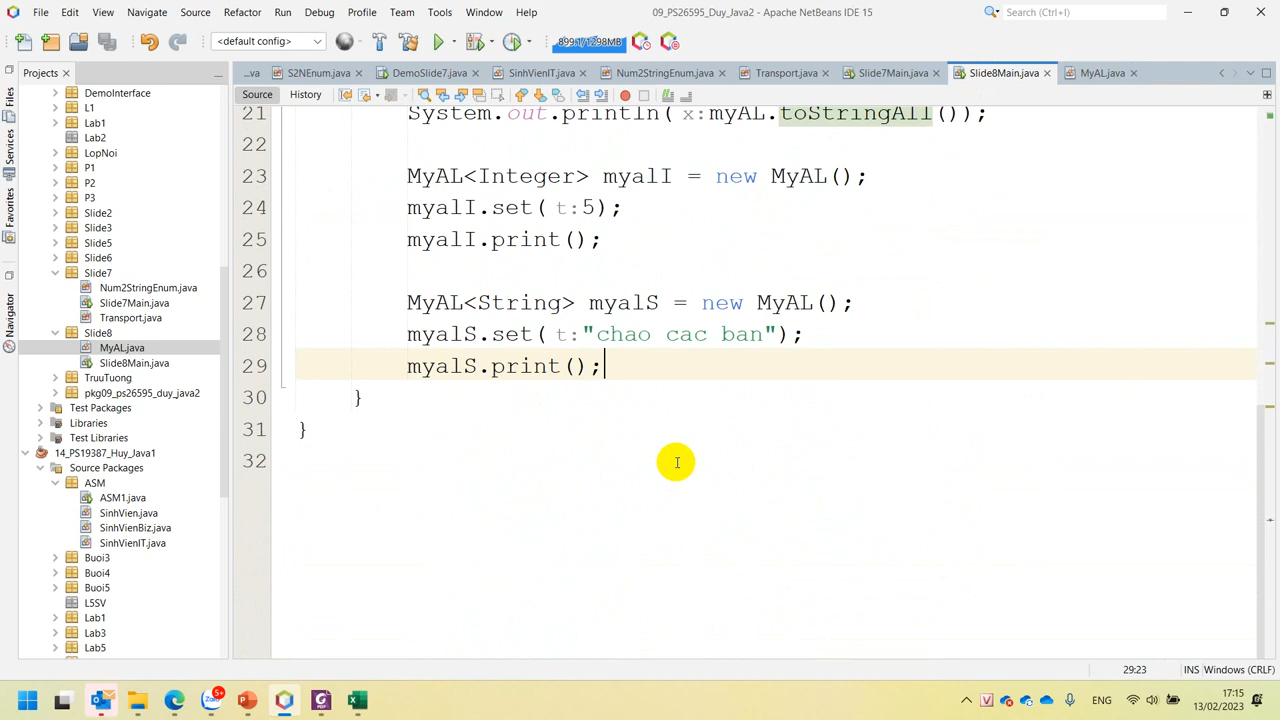 File Edit View Navigate Source Refactor Run Debug Profile Team Tools Window Help
09_PS26595_Duy_Java2 - Apache NetBeans IDE 15
Search (Ctrl+I)
<default config>
899.1/1298MB
Projects
...va
S2NEnum.java
DemoSlide7.java
SinhVienIT.java
Num2StringEnum.java
Transport.java
Slide7Main.java
Slide8Main.java
MyAL.java
Source History
Files
Services
Favorites
Navigator
DemoInterface
L1
Lab1
Lab2
LopNoi
P1
P2
P3
Slide2
Slide3
Slide5
Slide6
Slide7
Num2StringEnum.java
Slide7Main.java
Transport.java
Slide8
MyAL.java
Slide8Main.java
TruuTuong
pkg09_ps26595_duy_java2
Test Packages
Libraries
Test Libraries
14_PS19387_Huy_Java1
Source Packages
ASM
ASM1.java
SinhVien.java
SinhVienBiz.java
SinhVienIT.java
Buoi3
Buoi4
Buoi5
L5SV
Lab1
Lab3
Lab5
21 System.out.println( x: myAL.toStringAll());
22
23 MyAL<Integer> myalI = new MyAL();
24 myalI.set( t: 5);
25 myalI.print();
26
27 MyAL<String> myalS = new MyAL();
28 myalS.set( t: "chao cac ban");
29 myalS.print();
30 }
31 }
32
29:23 INS Windows (CRLF)
Zalo
5+
V
ENG
17:15
13/02/2023